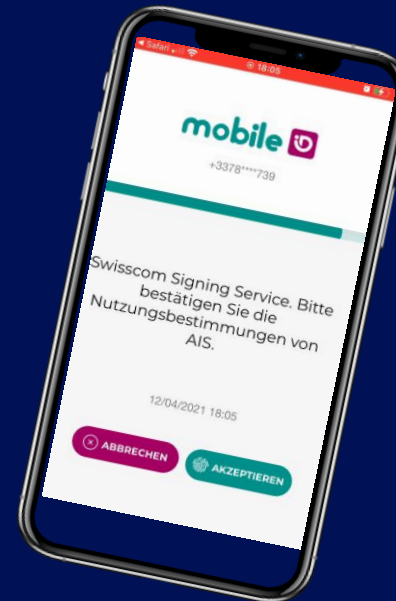 Safari 18:05
mobile iD
+3378****739
Swisscom Signing Service. Bitte
bestätigen Sie die
Nutzungsbestimmungen von
AIS.
12/04/2021 18:05
ABBRECHEN AKZEPTIEREN